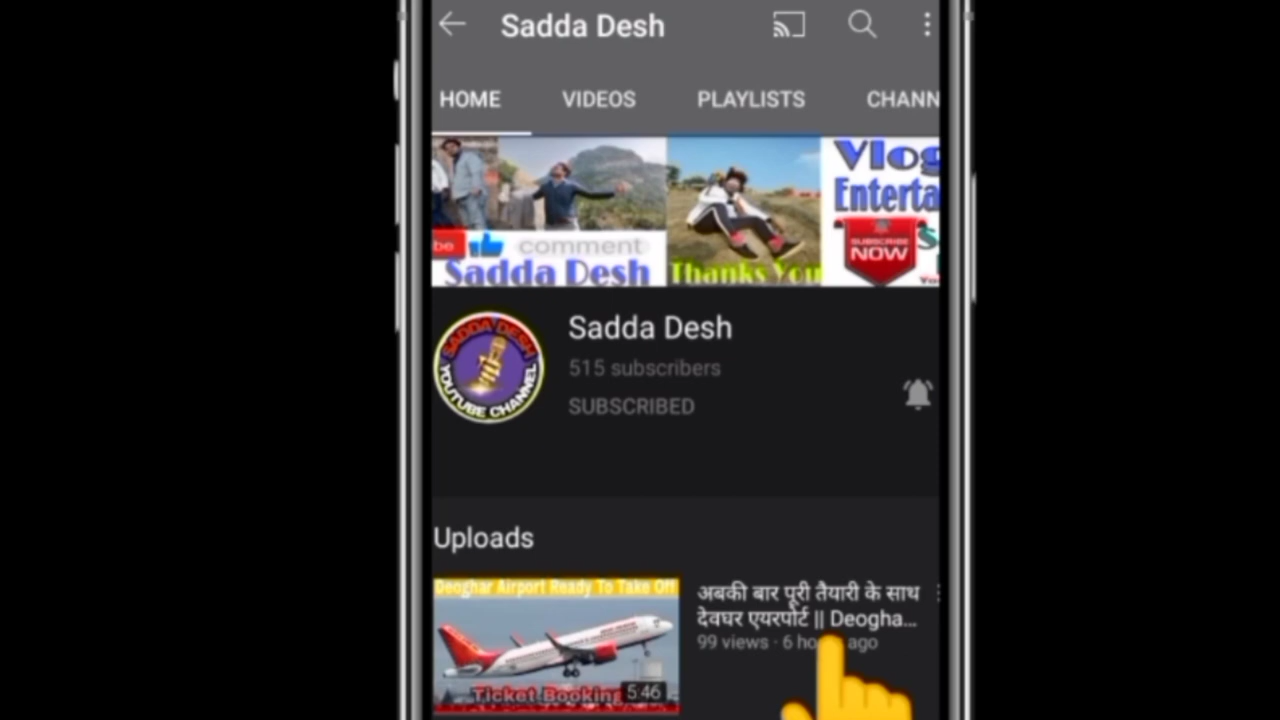 Sadda Desh
HOME VIDEOS PLAYLISTS CHANN
be comment
Sadda Desh
Thanks You
Vlog
Enterta
SUBSCRIBE
NOW
SADDA DESH
YOUTUBE CHANNEL
Sadda Desh
515 subscribers
SUBSCRIBED
Uploads
Deoghar Airport Ready To Take Off
Ticket Booking
5:46
अबकी बार पूरी तैयारी के साथ
देवघर एयरपोर्ट || Deogha...
99 views · 6 ho ago